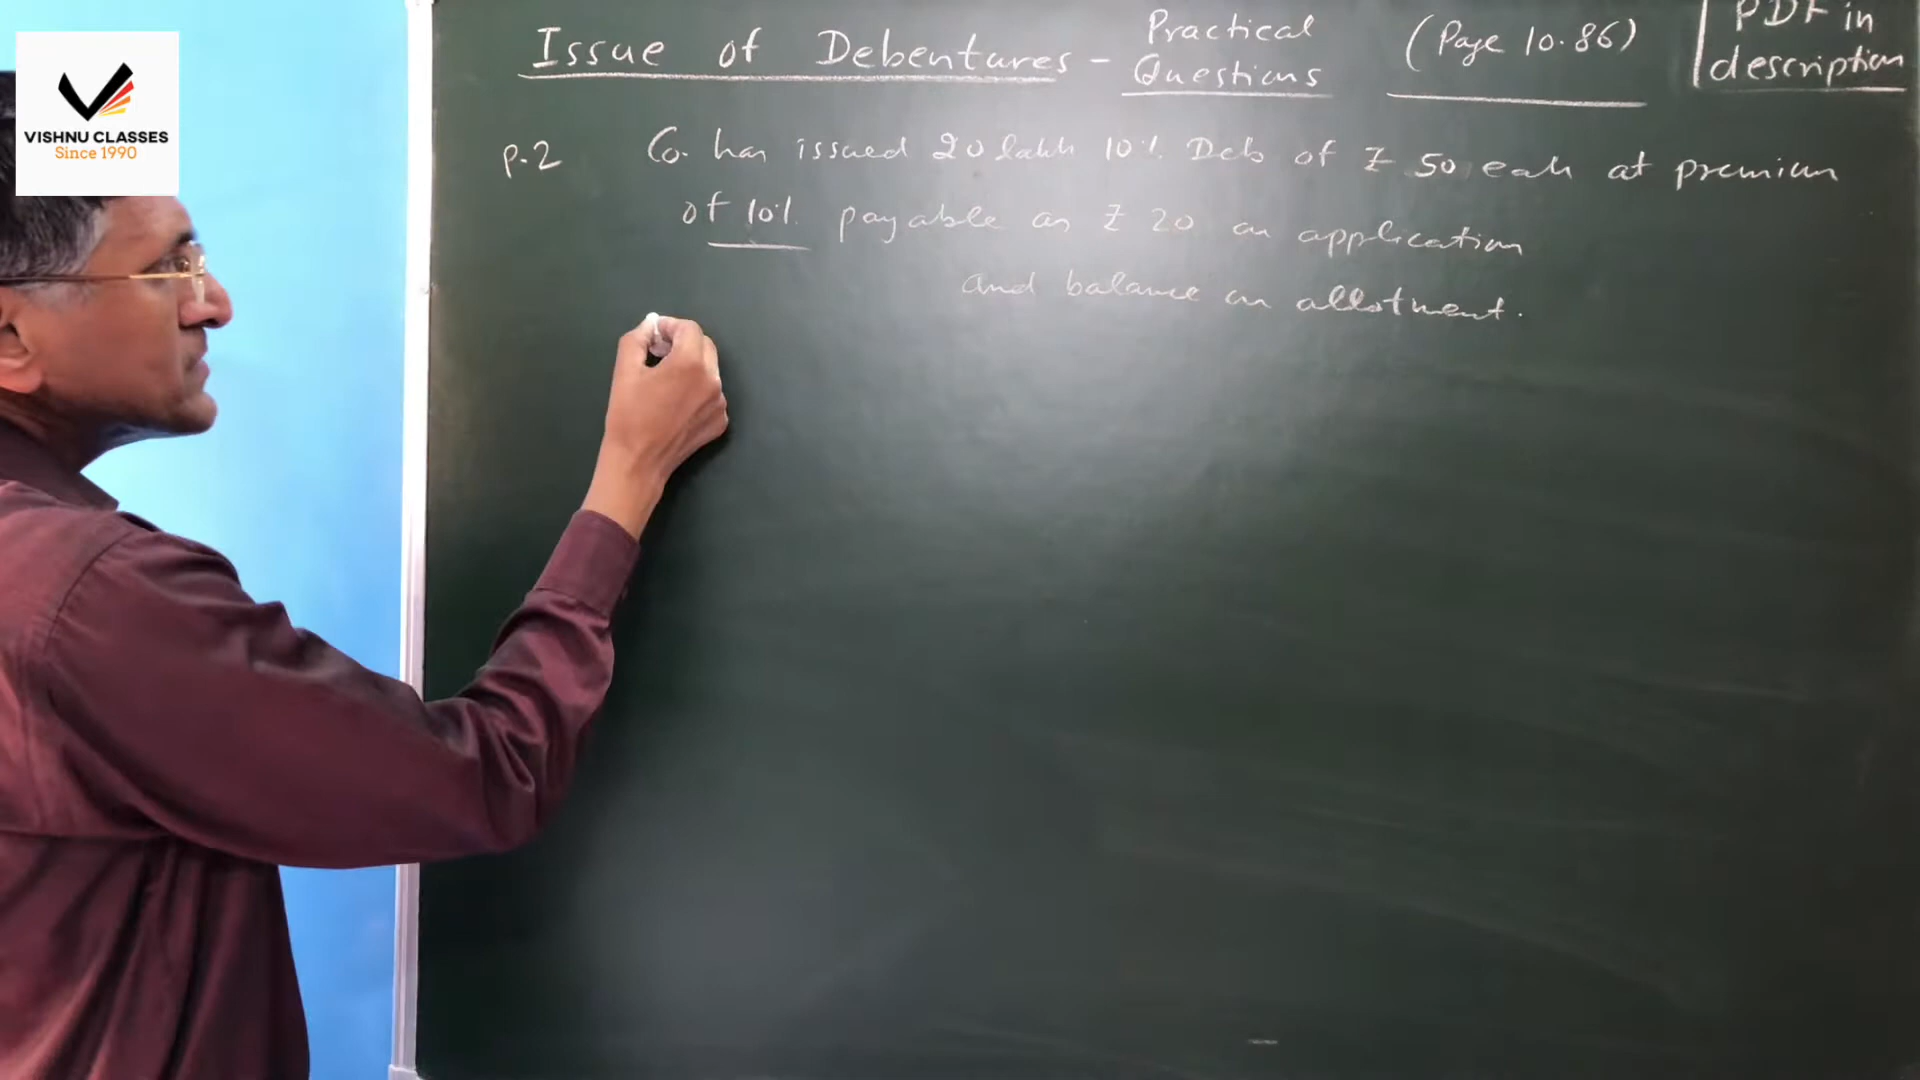 VISHNU CLASSES
Since 1990
Issue of Debentures - Practical Questions (Page 10.86)
PDF in
description
P.2 Co. has issued 20 lakh 10% Deb of ₹ 50 each at premium
of 10% payable as ₹ 20 on application
and balance on allotment.